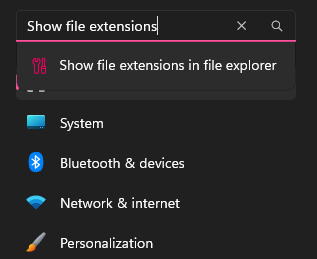 Show file extensions
Show file extensions in file explorer
System
Bluetooth & devices
Network & internet
Personalization